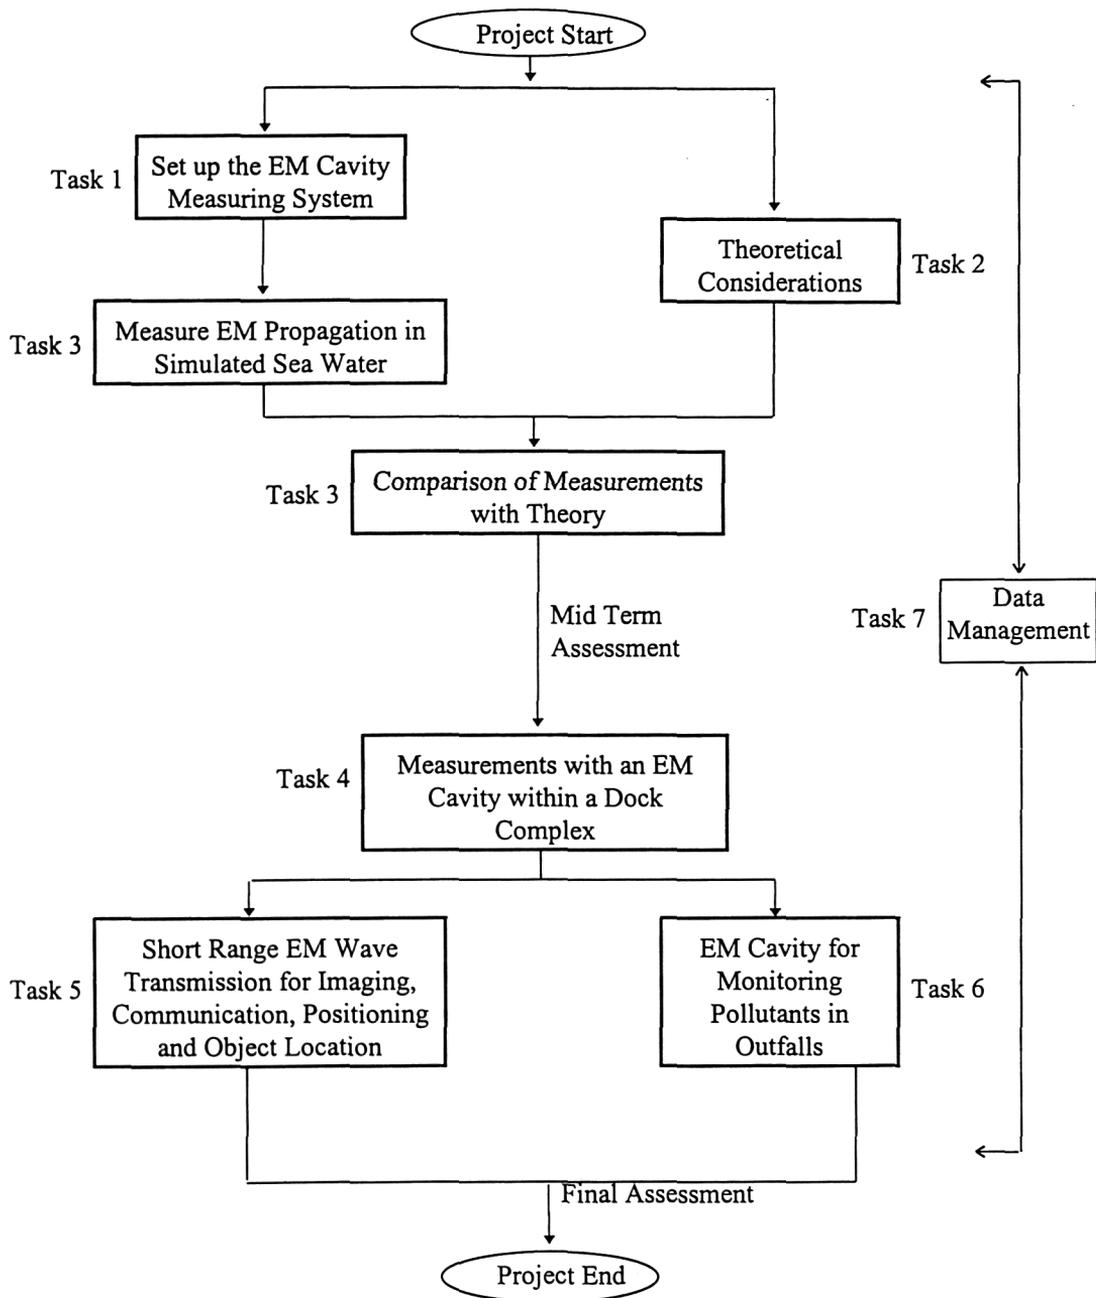 Project Start
Task 1
Set up the EM Cavity
Measuring System
Theoretical
Considerations
Task 2
Task 3
Measure EM Propagation in
Simulated Sea Water
Task 3
Comparison of Measurements
with Theory
Mid Term
Assessment
Task 7
Data
Management
Task 4
Measurements with an EM
Cavity within a Dock
Complex
Task 5
Short Range EM Wave
Transmission for Imaging,
Communication, Positioning
and Object Location
EM Cavity for
Monitoring
Pollutants in
Outfalls
Task 6
Final Assessment
Project End